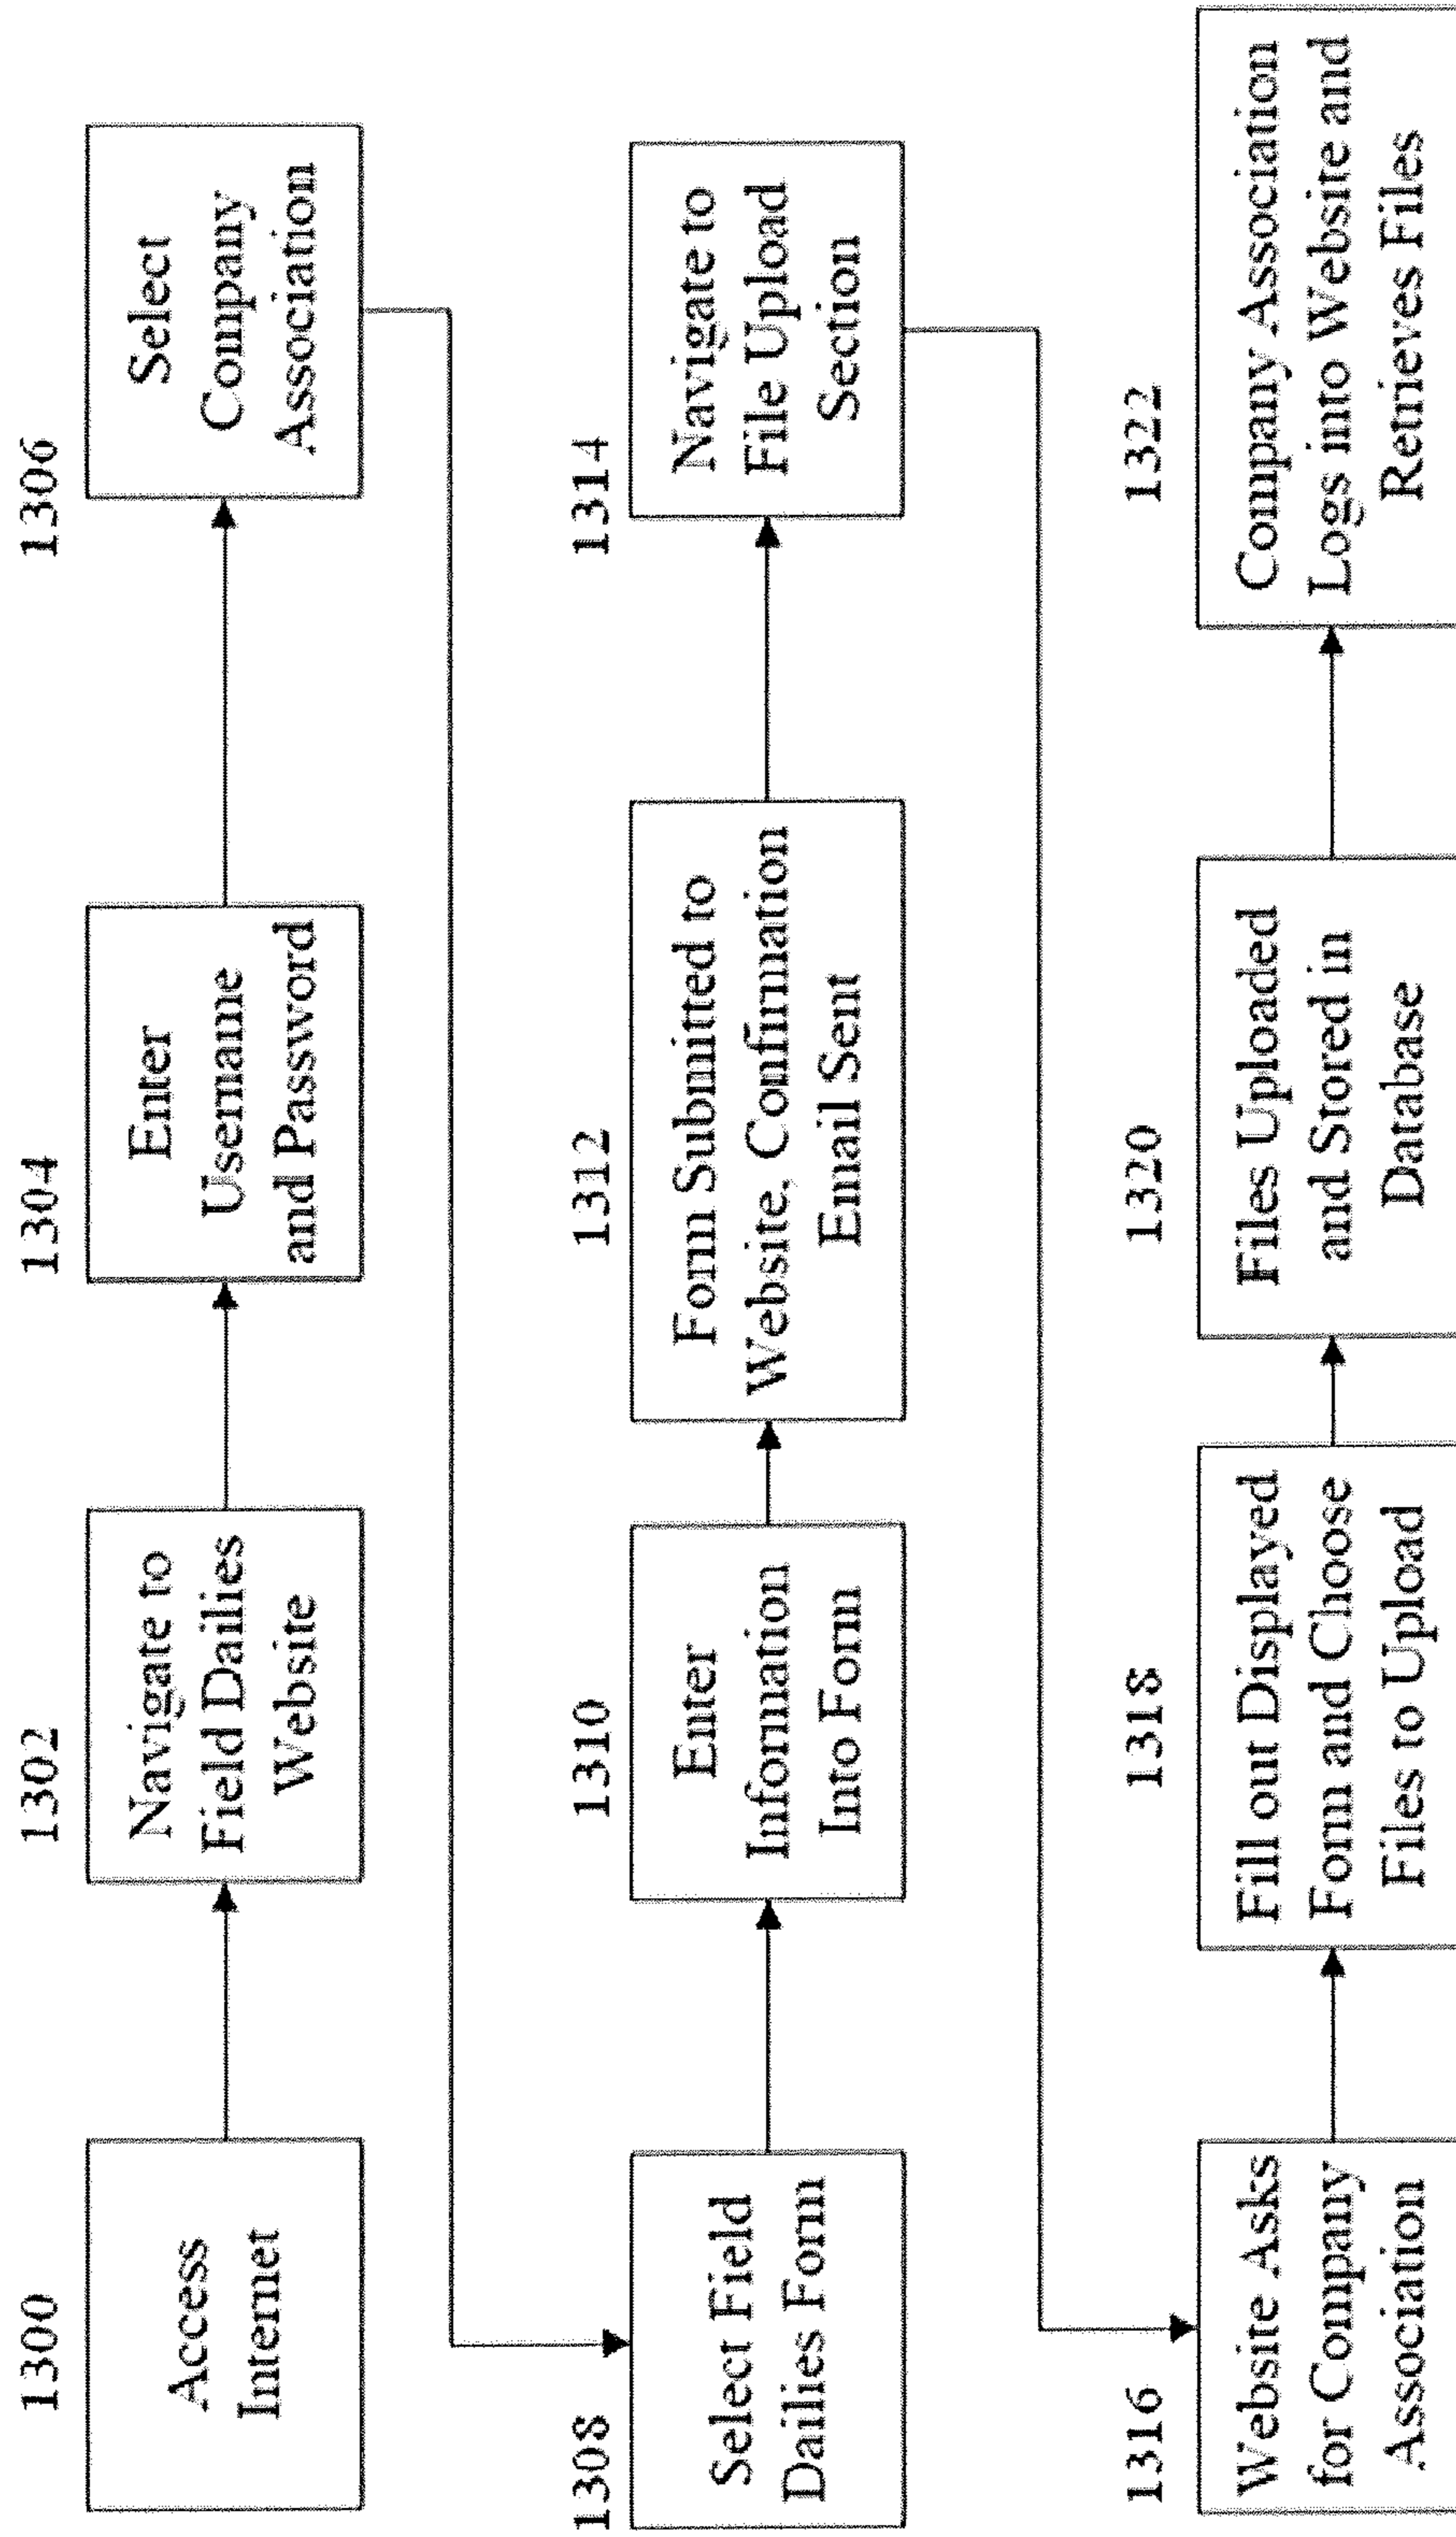 1300
Access
Internet
1302
Navigate to
Field Dailies
Website
1304
Enter
Username
and Password
1306
Select
Company
Association
1308
Select Field
Dailies Form
1310
Enter
Information
Into Form
1312
Form Submitted to
Website, Confirmation
Email Sent
1314
Navigate to
File Upload
Section
1316
Website Asks
for Company
Association
1318
Fill out Displayed
Form and Choose
Files to Upload
1320
Files Uploaded
and Stored in
Database
1322
Company Association
Logs into Website and
Retrieves Files